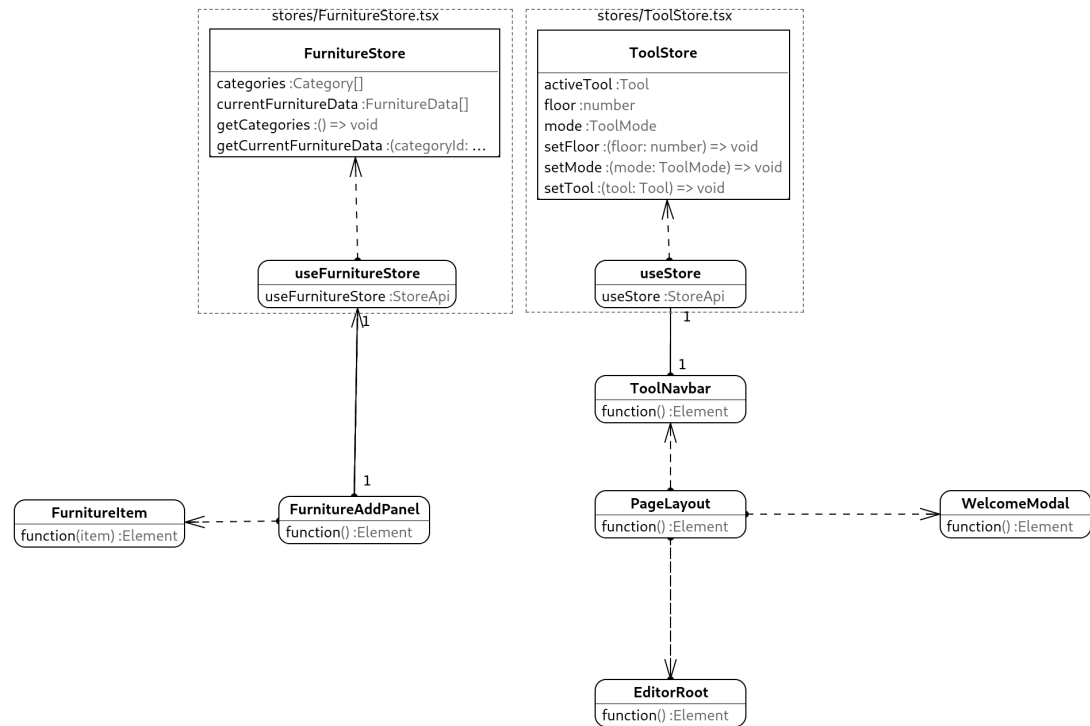 stores/FurnitureStore.tsx
FurnitureStore
categories :Category[]
currentFurnitureData :FurnitureData[]
getCategories :() => void
getCurrentFurnitureData :(categoryId: ...
useFurnitureStore
useFurnitureStore :StoreApi
1
1
stores/ToolStore.tsx
ToolStore
activeTool :Tool
floor :number
mode :ToolMode
setFloor :(floor: number) => void
setMode :(mode: ToolMode) => void
setTool :(tool: Tool) => void
useStore
useStore :StoreApi
1
1
ToolNavbar
function() :Element
FurnitureItem
function(item) :Element
FurnitureAddPanel
function() :Element
PageLayout
function() :Element
WelcomeModal
function() :Element
EditorRoot
function() :Element